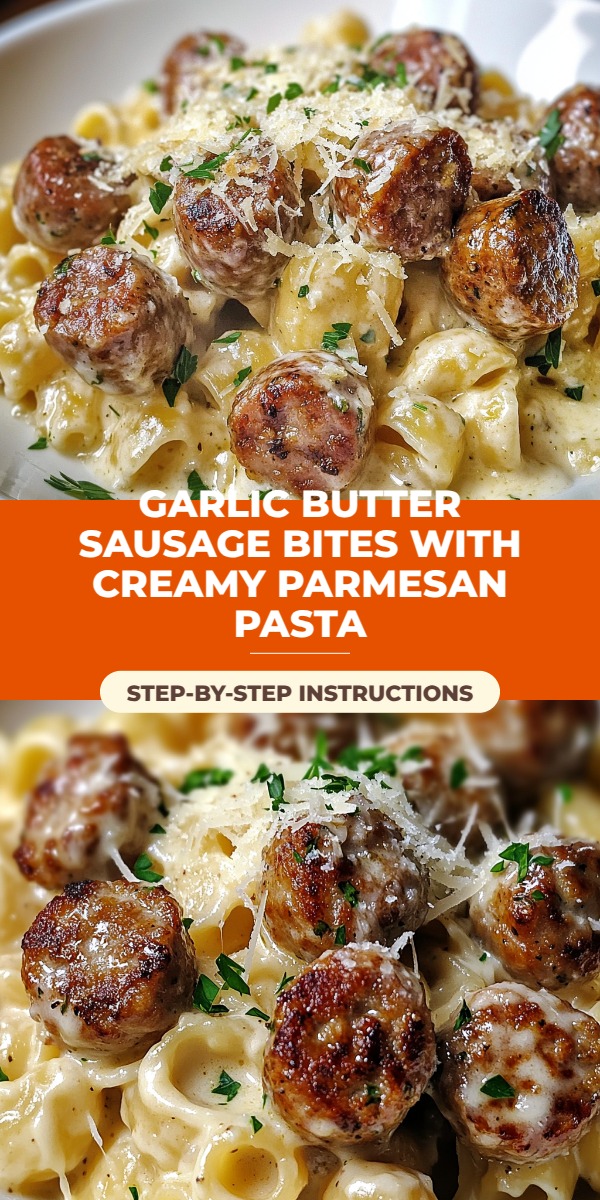 GARLIC BUTTER
SAUSAGE BITES WITH
CREAMY PARMESAN
PASTA
STEP-BY-STEP INSTRUCTIONS